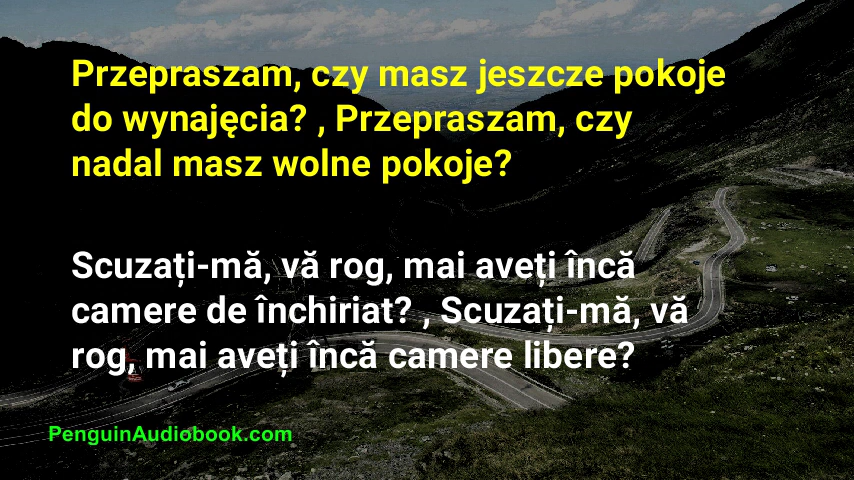 Przepraszam, czy masz jeszcze pokoje
do wynajęcia? , Przepraszam, czy
nadal masz wolne pokoje?
Scuzați-mă, vă rog, mai aveți încă
camere de închiriat? , Scuzați-mă, vă
rog, mai aveți încă camere libere?
PenguinAudiobook.com